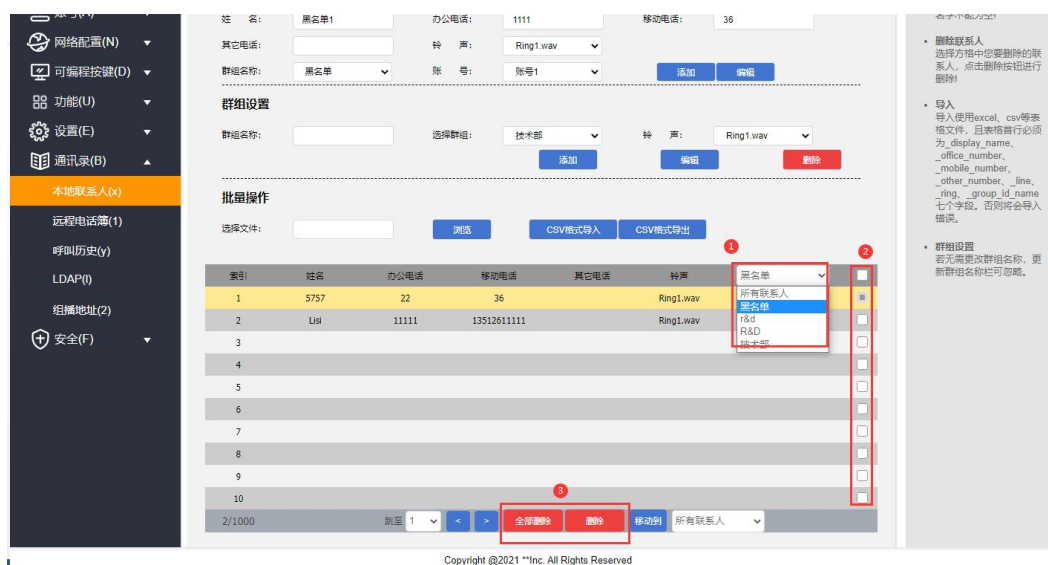 网络配置(N)
可编程按键(D)
功能(U)
设置(E)
通讯录(B)
本地联系人(x)
远程电话簿(1)
呼叫历史(y)
LDAP(l)
组播地址(2)
安全(F)
姓 名: 黑名单1 办公电话: 1111 移动电话: 36
其它电话: 铃 声: Ring1.wav
群组名称: 黑名单 账 号: 账号1 添加 编辑
群组设置
群组名称: 选择群组: 技术部 铃 声: Ring1.wav
添加 编辑 删除
批量操作
选择文件: 浏览 CSV格式导入 CSV格式导出
1
2
索引 姓名 办公电话 移动电话 其它电话 铃声 黑名单
1 5757 22 36 Ring1.wav
2 Lisi 11111 13512611111 Ring1.wav
所有联系人
黑名单
r&d
R&D
技术部
3
4
5
6
7
8
9
10
3
2/1000 跳至 1 < > 全部删除 删除 移动到 所有联系人
名字不能为空!
删除联系人
选择方格中您要删除的联
系人，点击删除按钮进行
删除!
导入
导入使用excel、csv等表
格文件，且表格首行必须
为_display_name、
_office_number、
_mobile_number、
_other_number、_line、
_ring、_group_id_name
七个字段。否则将会导入
错误。
群组设置
若无需更改群组名称，更
新群组名称栏可忽略。
Copyright @2021 **Inc. All Rights Reserved